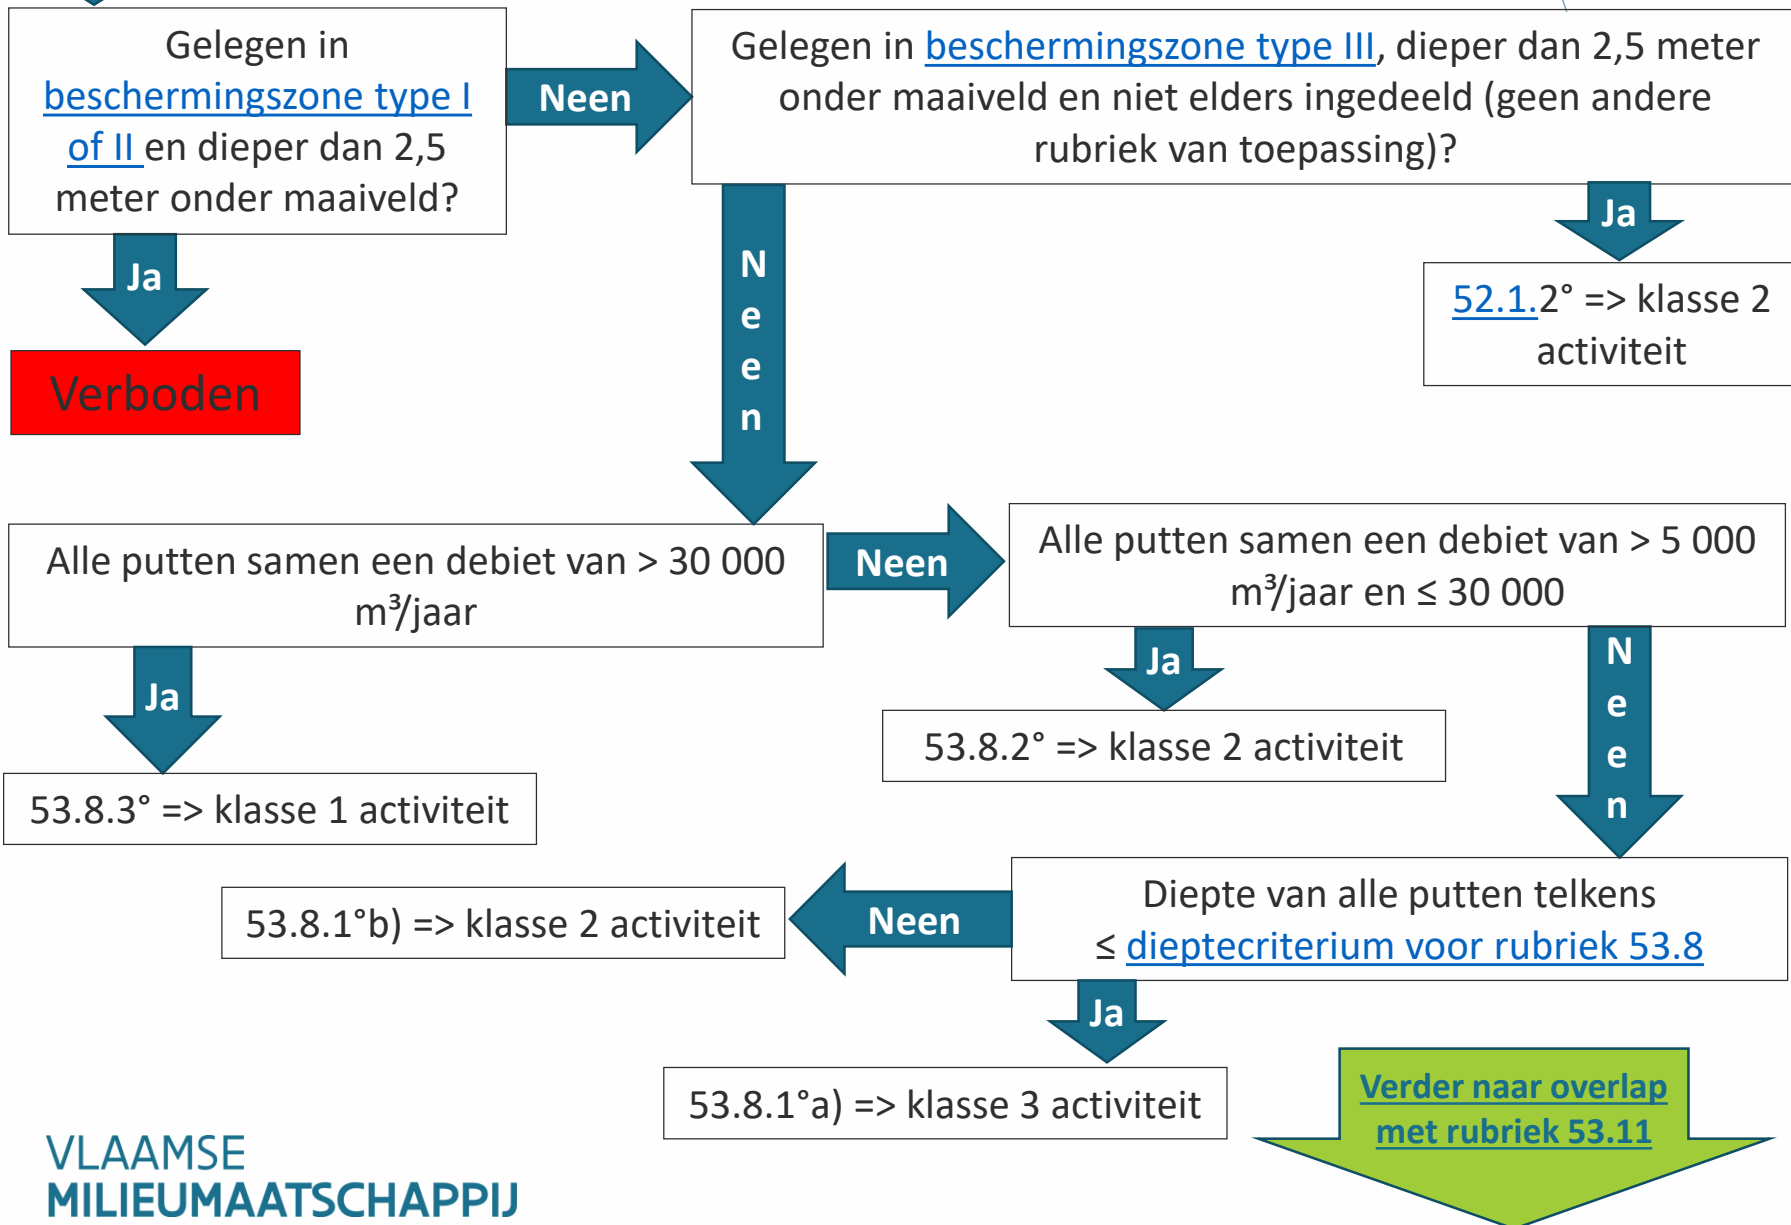 Gelegen in
beschermingszone type I
of II en dieper dan 2,5
meter onder maaiveld?
Neen
Gelegen in beschermingszone type III, dieper dan 2,5 meter
onder maaiveld en niet elders ingedeeld (geen andere
rubriek van toepassing)?
Ja
Verboden
N
e
e
n
Ja
52.1.2° => klasse 2
activiteit
Alle putten samen een debiet van > 30 000
m³/jaar
Neen
Alle putten samen een debiet van > 5 000
m³/jaar en ≤ 30 000
Ja
53.8.3° => klasse 1 activiteit
Ja
53.8.2° => klasse 2 activiteit
N
e
e
n
Diepte van alle putten telkens
≤ dieptecriterium voor rubriek 53.8
Neen
53.8.1°b) => klasse 2 activiteit
Ja
53.8.1°a) => klasse 3 activiteit
Verder naar overlap
met rubriek 53.11
VLAAMSE
MILIEUMAATSCHAPPIJ